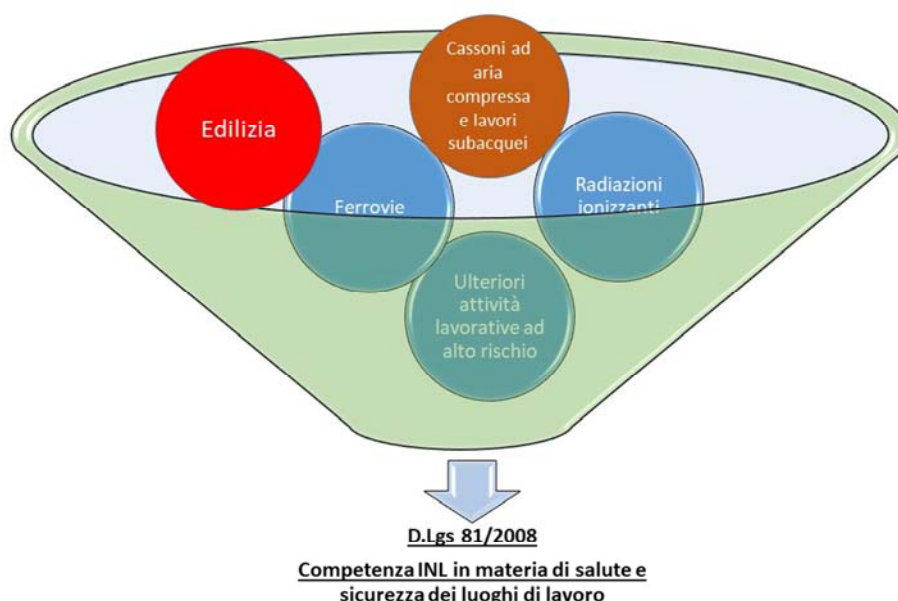 Cassoni ad
aria
compressa
e lavori
subacquei
Edilizia
Ferrovie
Radiazioni
ionizzanti
Ulteriori
attività
lavorative ad
alto rischio
D.Lgs 81/2008
Competenza INL in materia di salute e
sicurezza dei luoghi di lavoro